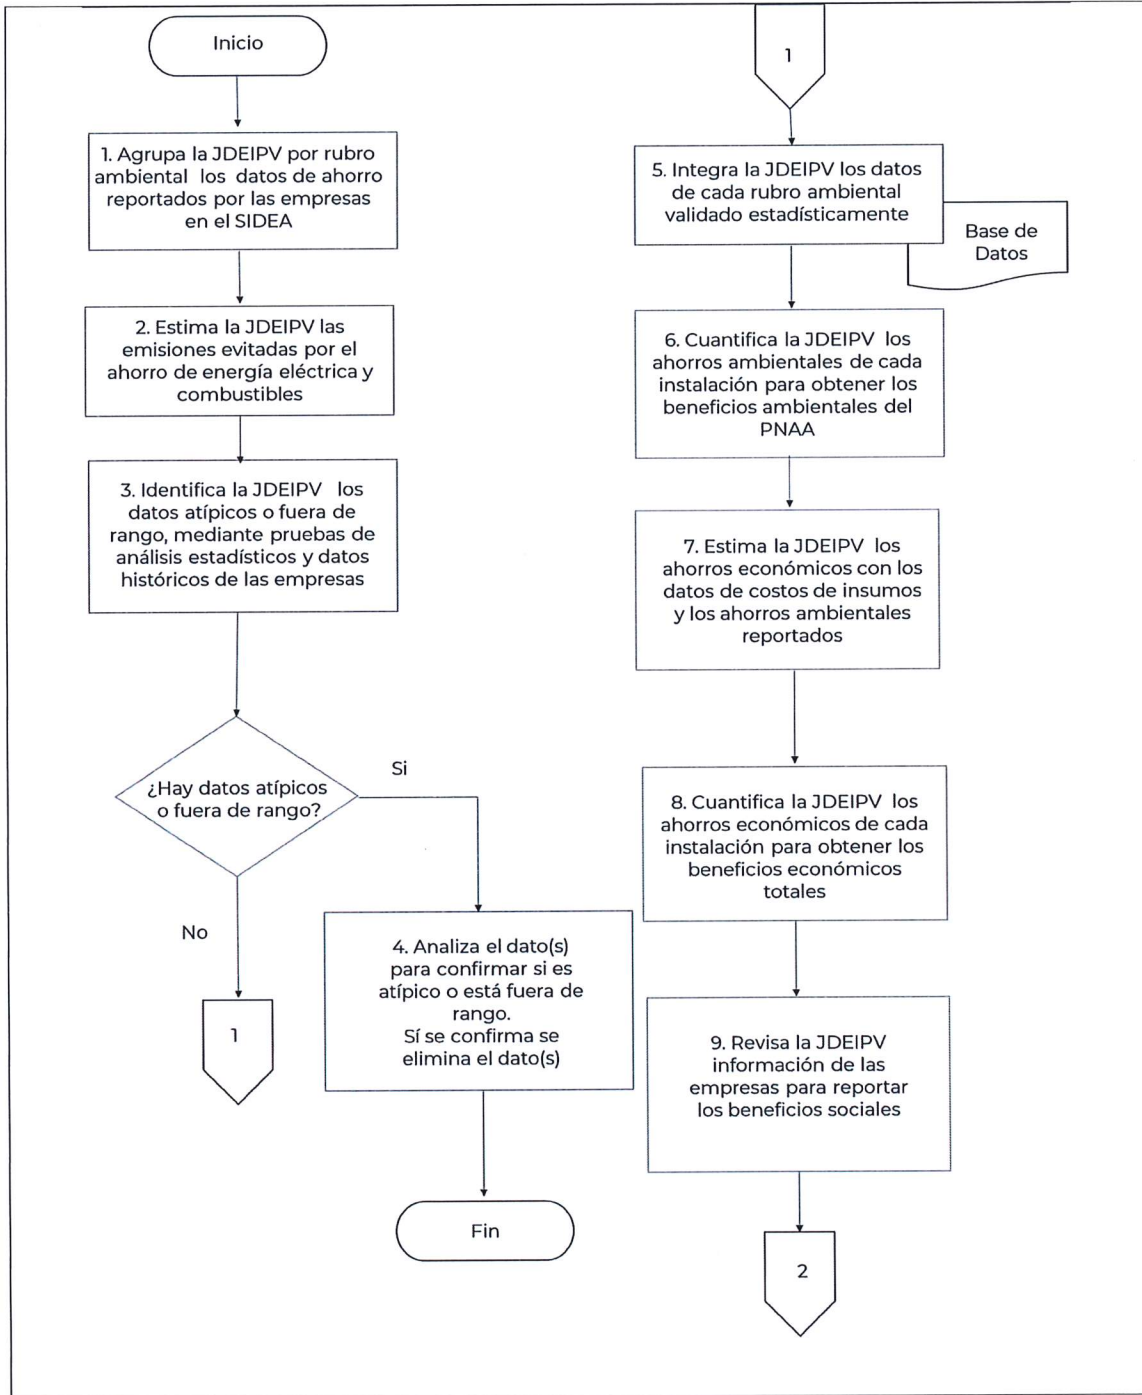 Inicio
1. Agrupa la JDEIPV por rubro
ambiental los datos de ahorro
reportados por las empresas
en el SIDEA
2. Estima la JDEIPV las
emisiones evitadas por el
ahorro de energía eléctrica y
combustibles
3. Identifica la JDEIPV los
datos atípicos o fuera de
rango, mediante pruebas de
análisis estadísticos y datos
históricos de las empresas
¿Hay datos atípicos
o fuera de rango?
Si
No
1
4. Analiza el dato(s)
para confirmar si es
atípico o está fuera de
rango.
Sí se confirma se
elimina el dato(s)
Fin
1
5. Integra la JDEIPV los datos
de cada rubro ambiental
validado estadísticamente
Base de
Datos
6. Cuantifica la JDEIPV los
ahorros ambientales de cada
instalación para obtener los
beneficios ambientales del
PNAA
7. Estima la JDEIPV los
ahorros económicos con los
datos de costos de insumos
y los ahorros ambientales
reportados
8. Cuantifica la JDEIPV los
ahorros económicos de cada
instalación para obtener los
beneficios económicos
totales
9. Revisa la JDEIPV
información de las
empresas para reportar
los beneficios sociales
2